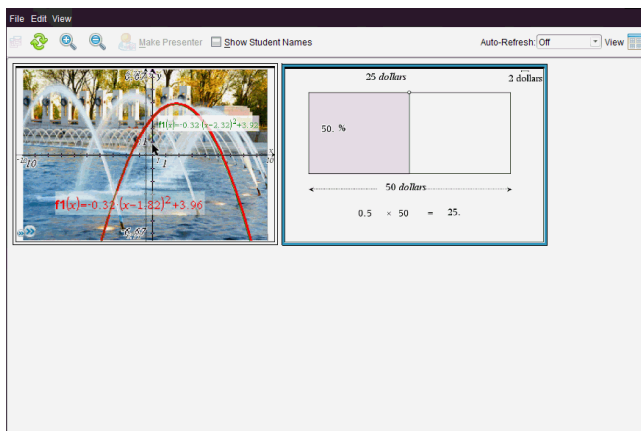 File Edit View
Make Presenter
Show Student Names
Auto-Refresh: Off
View
6.67 y
f1(x)=-0.32·(x-2.32)²+3.92
-10
1
10
x
f1(x)=-0.32·(x-1.82)²+3.96
-6.67
25 dollars
2 dollars
50. %
50 dollars
0.5 × 50 = 25.